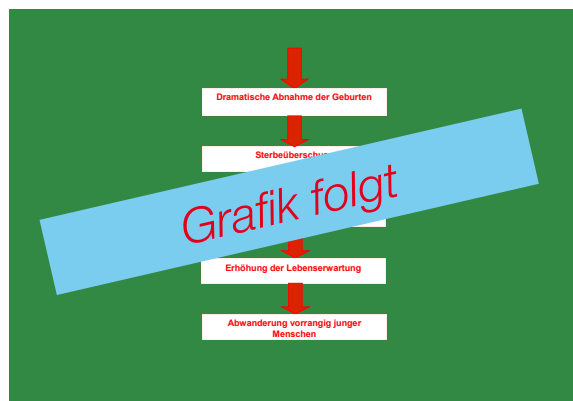 Dramatische Abnahme der Geburten
Grafik folgt
Erhöhung der Lebenserwartung
Abwanderung vorrangig junger
Menschen